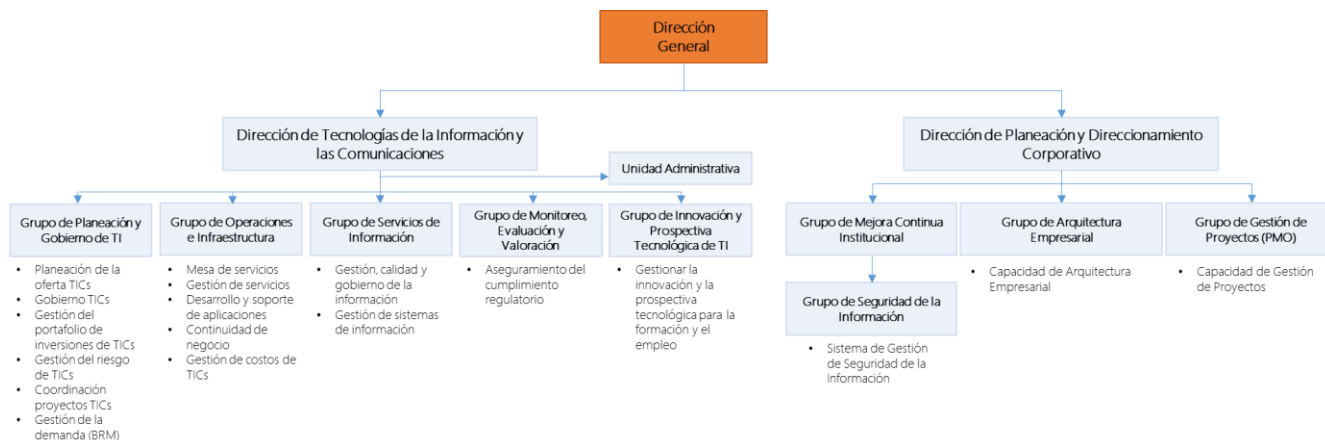 Dirección
General
Dirección de Tecnologías de la Información y
las Comunicaciones
Dirección de Planeación y Direccionamiento
Corporativo
Unidad Administrativa
Grupo de Planeación y
Gobierno de TI
• Planeación de la
oferta TICs
• Gobierno TICs
• Gestión del
portafolio de
inversiones de TICs
• Gestión del riesgo
de TICs
• Coordinación
proyectos TICs
• Gestión de la
demanda (BRM)
Grupo de Operaciones
e Infraestructura
• Mesa de servicios
• Gestión de servicios
• Desarrollo y soporte
de aplicaciones
• Continuidad de
negocio
• Gestión de costos de
TICs
Grupo de Servicios de
Información
• Gestión, calidad y
gobierno de la
información
• Gestión de sistemas
de información
Grupo de Monitoreo,
Evaluación y
Valoración
• Aseguramiento del
cumplimiento
regulatorio
Grupo de Innovación y
Prospectiva
Tecnológica de TI
• Gestionar la
innovación y la
prospectiva
tecnológica para la
formación y el
empleo
Grupo de Mejora Continua
Institucional
Grupo de Seguridad de la
Información
• Sistema de Gestión
de Seguridad de la
Información
Grupo de Arquitectura
Empresarial
• Capacidad de Arquitectura
Empresarial
Grupo de Gestión de
Proyectos (PMO)
• Capacidad de Gestión
de Proyectos